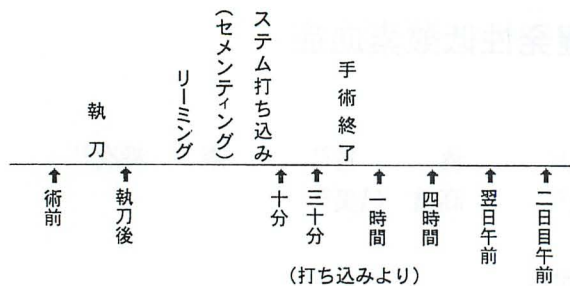 執刀
リーミング
(セメンティング)
ステム打ち込み
手術終了
術前
執刀後
十分
三十分
一時間
四時間
翌日午前
二日目午前
(打ち込みより)